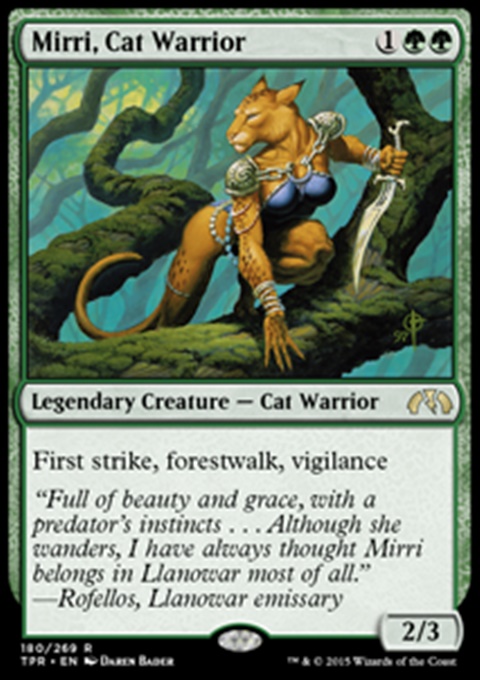 Mirri, Cat Warrior 1
Legendary Creature — Cat Warrior
First strike, forestwalk, vigilance
“Full of beauty and grace, with a
predator’s instincts . . . Although she
wanders, I have always thought Mirri
belongs in Llanowar most of all.”
—Rofellos, Llanowar emissary
2/3
180/269 R
TPR • EN Daren Bader ™ & © 2015 Wizards of the Coast